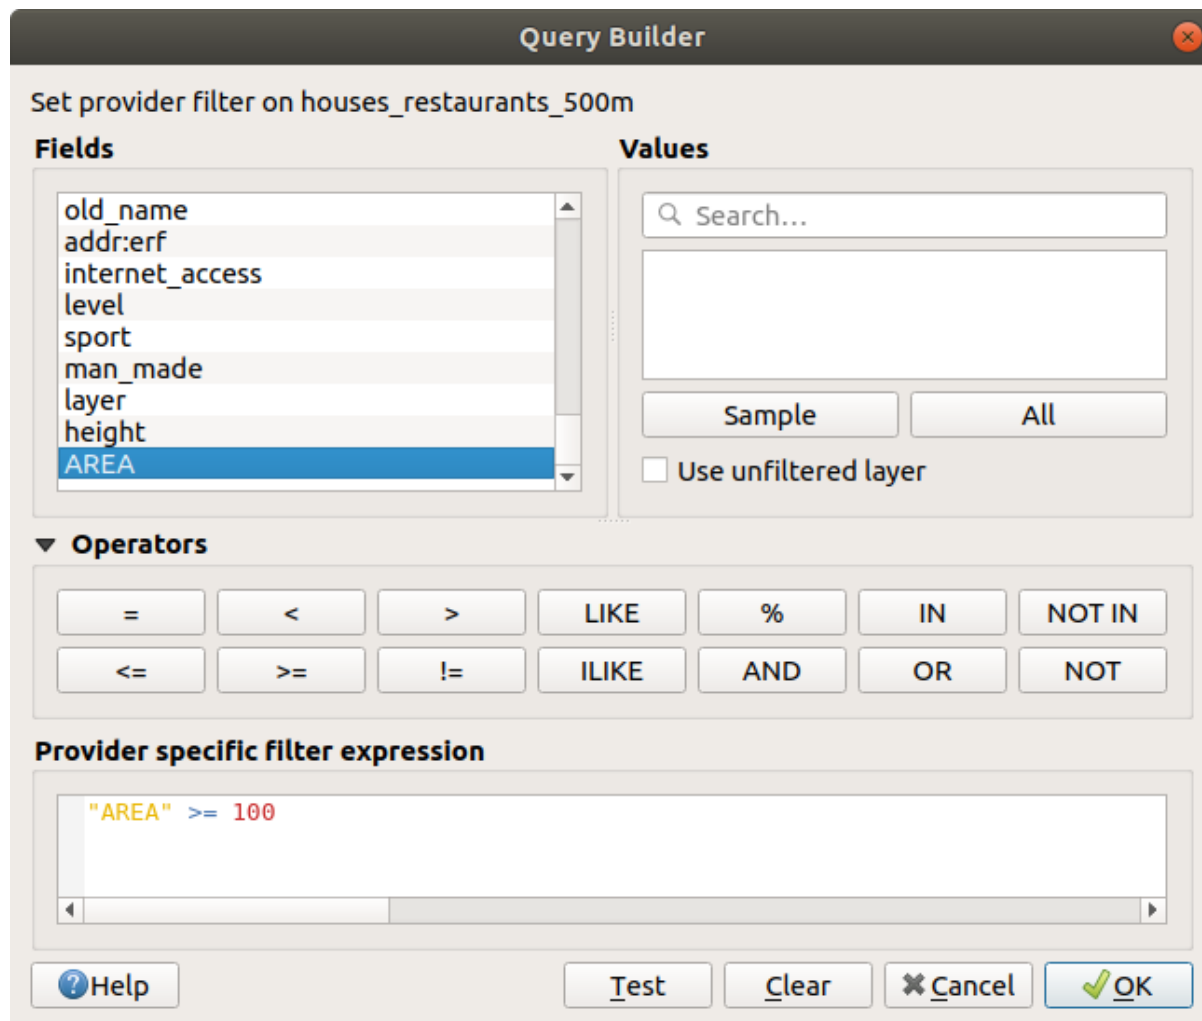 Query Builder
Set provider filter on houses_restaurants_500m
Fields
Values
old_name
addr:erf
internet_access
level
sport
man_made
layer
height
AREA
Search...
Sample
All
Use unfiltered layer
Operators
= < > LIKE % IN NOT IN
<= >= != ILIKE AND OR NOT
Provider specific filter expression
"AREA" >= 100
Help Test Clear Cancel OK